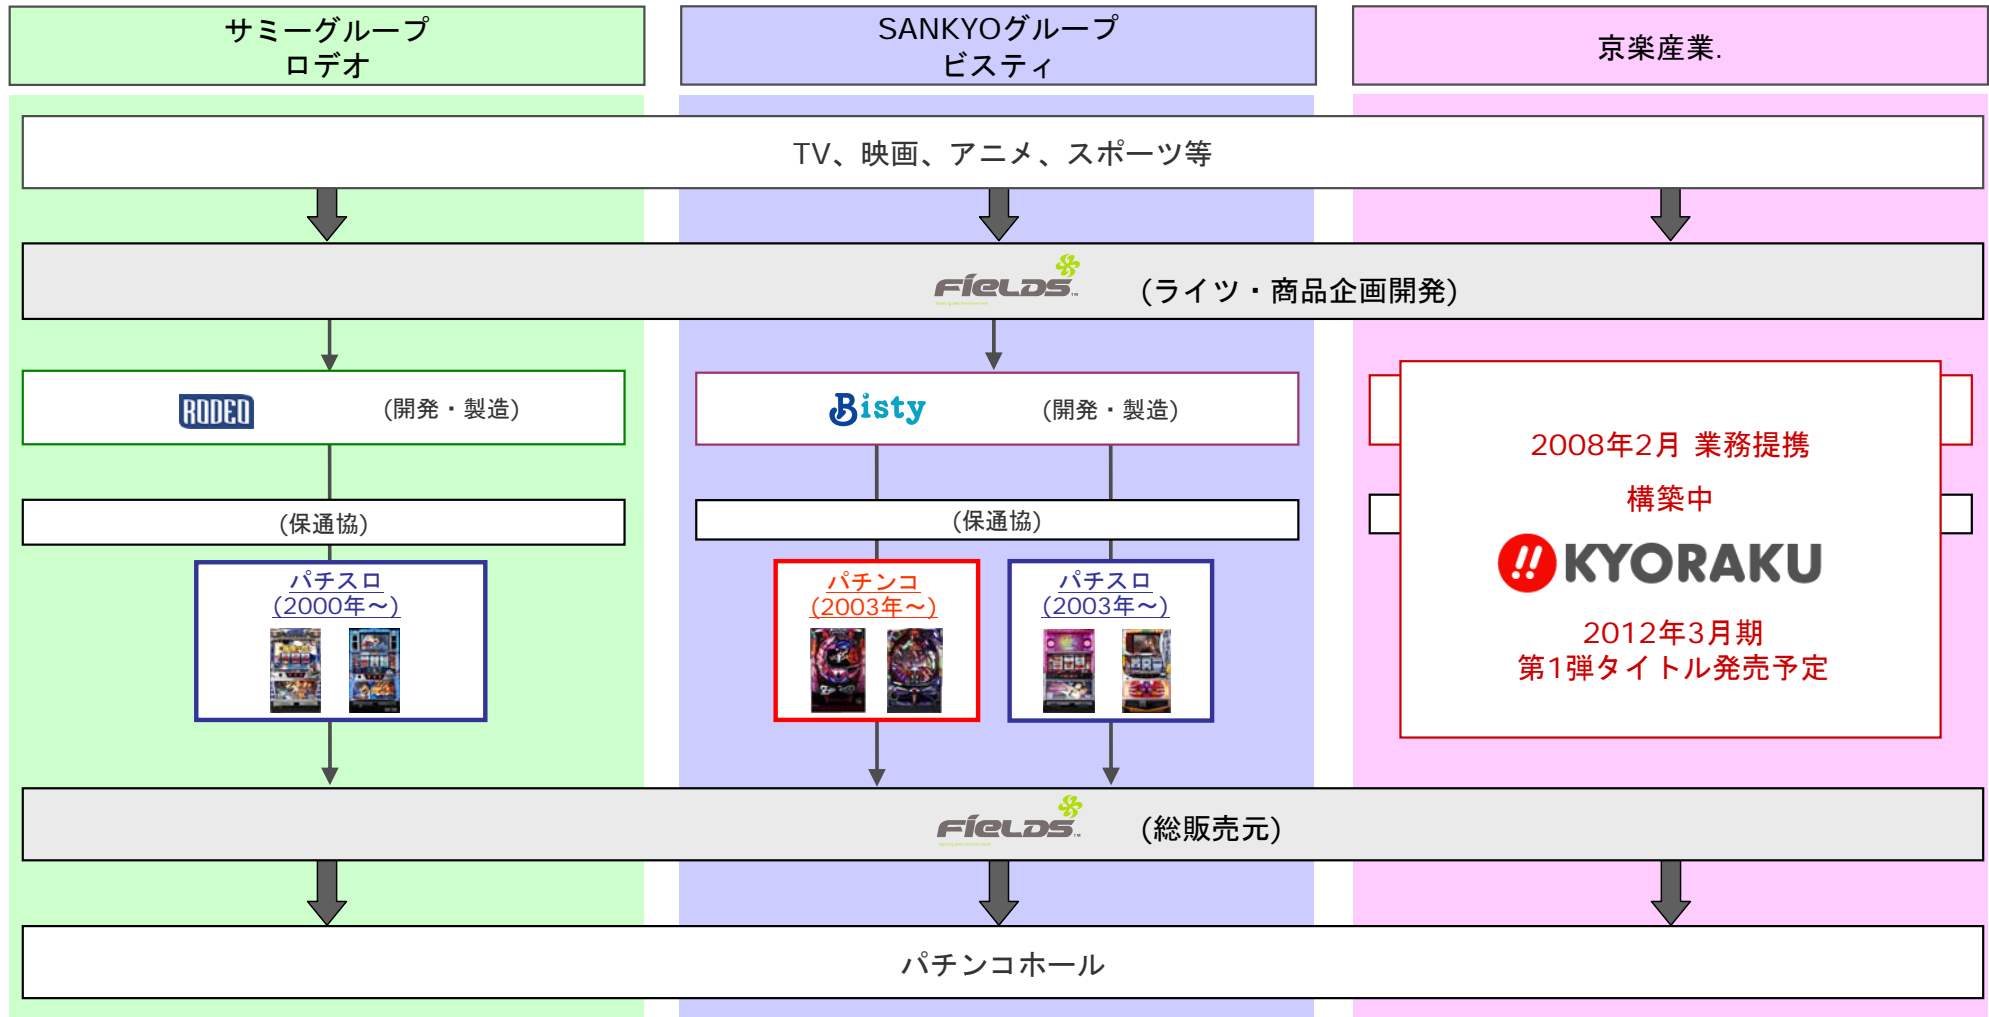 サミーグループ
ロデオ
SANKYOグループ
ビスティ
京楽産業.
TV、映画、アニメ、スポーツ等
FIELDS
(ライツ・商品企画開発)
RODEO
(開発・製造)
Bisty
(開発・製造)
(保通協)
(保通協)
パチスロ
(2000年～)
パチンコ
(2003年～)
パチスロ
(2003年～)
2008年2月 業務提携
構築中
!! KYORAKU
2012年3月期
第1弾タイトル発売予定
FIELDS
(総販売元)
パチンコホール